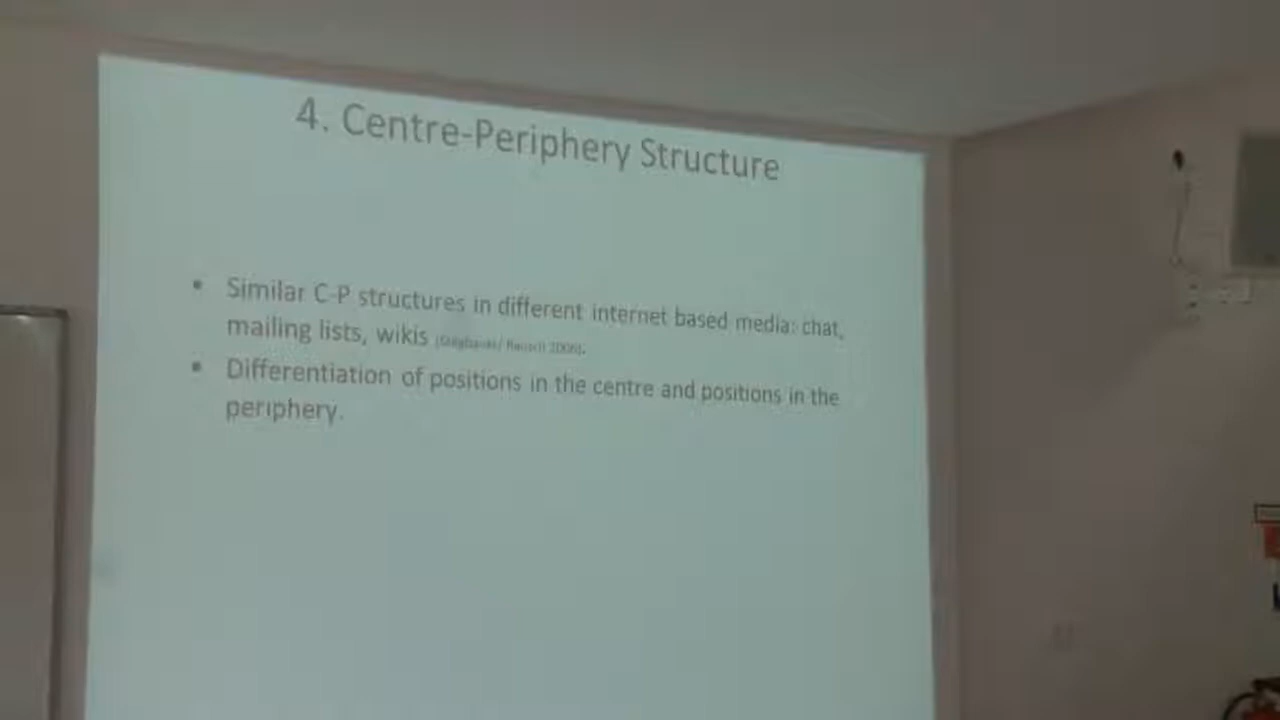 4. Centre-Periphery Structure
• Similar C-P structures in different internet based media: chat,
mailing lists, wikis
• Differentiation of positions in the centre and positions in the
periphery.